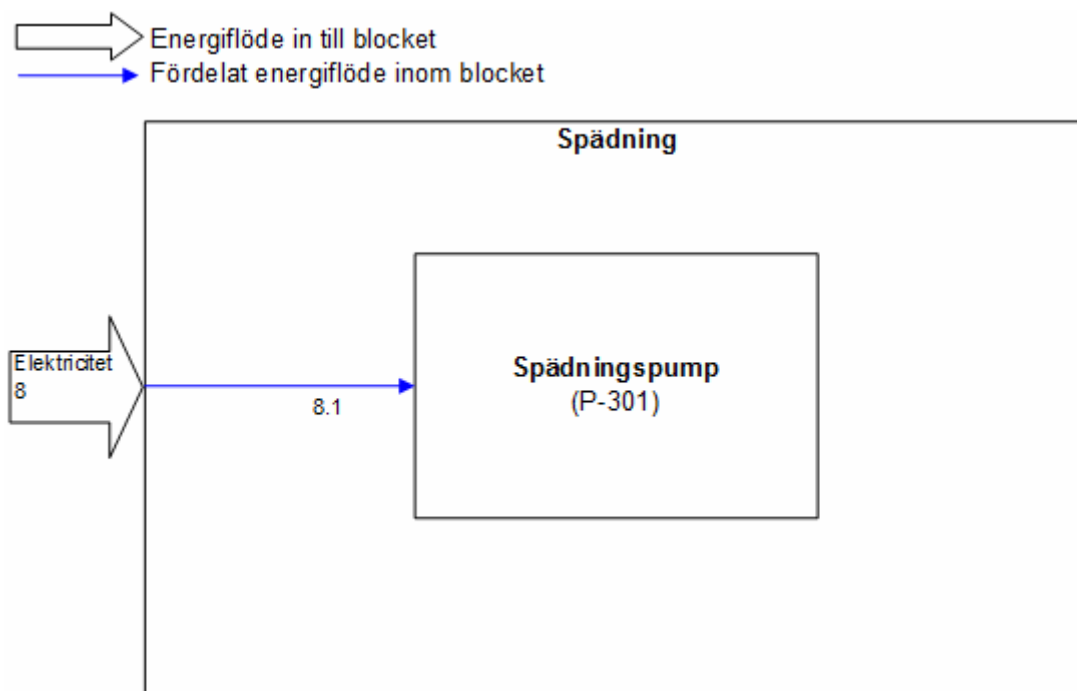 Energiflöde in till blocket
Fördelat energiflöde inom blocket
Spädning
Elektricitet
8
8.1
Spädningspump
(P-301)